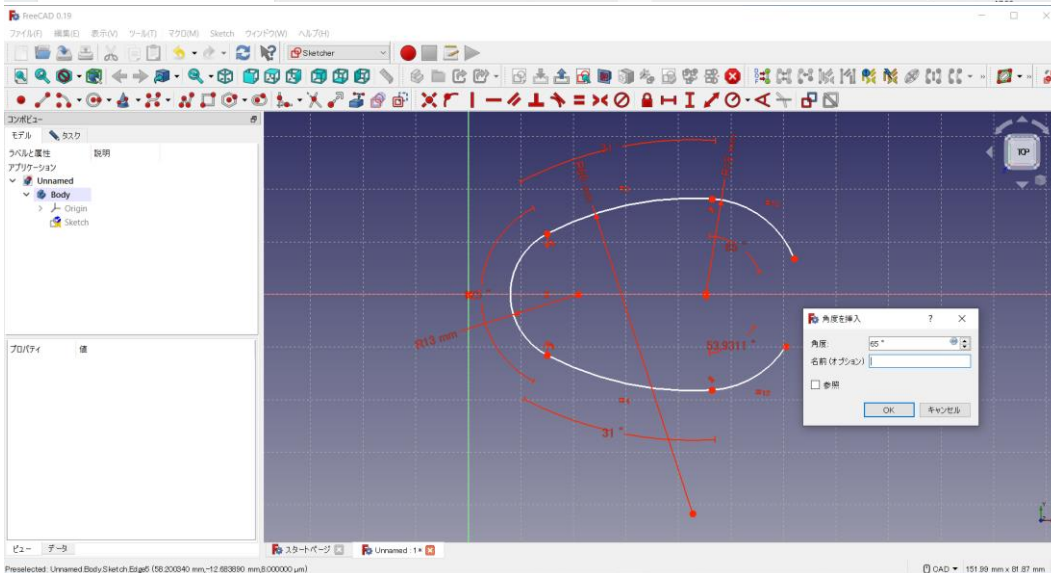 FreeCAD 0.19
ファイル(F) 編集(E) 表示(V) ツール(T) マクロ(M) Sketch ウィンドウ(W) ヘルプ(H)
Sketcher
コンボビュー
モデル タスク
ラベルと属性 説明
アプリケーション
Unnamed
Body
Origin
Sketch
プロパティ 値
ビュー データ
TOP
R13 mm
53,9311 °
31 °
角度を挿入 ? ×
角度: 65 °
名前 (オプション)
参照
OK キャンセル
スタートページ
Unnamed : 1*
Preselected: Unnamed.Body.Sketch.Edge5 (58.200340 mm,-12.683890 mm,8.000000 μm)
CAD 151.99 mm x 81.87 mm